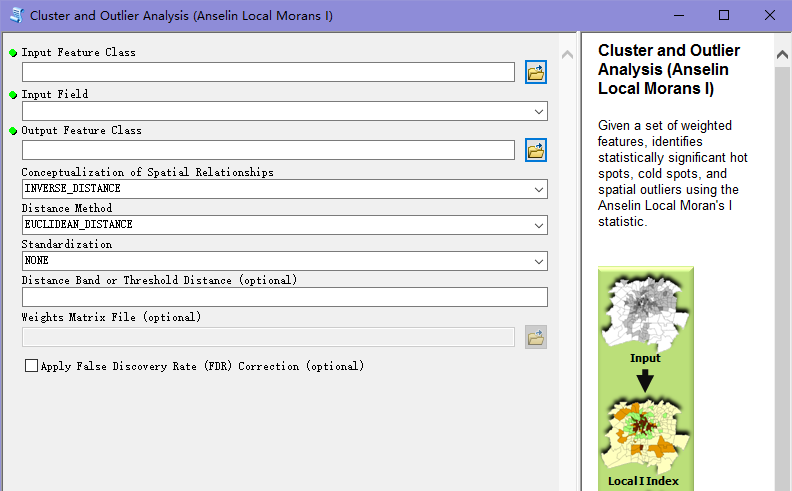 Cluster and Outlier Analysis (Anselin Local Morans I)
Input Feature Class
Input Field
Output Feature Class
Conceptualization of Spatial Relationships
INVERSE_DISTANCE
Distance Method
EUCLIDEAN_DISTANCE
Standardization
NONE
Distance Band or Threshold Distance (optional)
Weights Matrix File (optional)
Apply False Discovery Rate (FDR) Correction (optional)
Cluster and Outlier
Analysis (Anselin
Local Morans I)
Given a set of weighted
features, identifies
statistically significant hot
spots, cold spots, and
spatial outliers using the
Anselin Local Moran's I
statistic.
Input
Local I Index